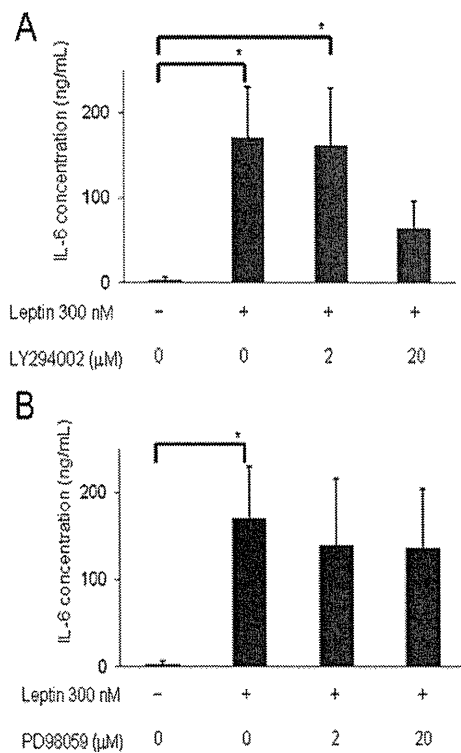 A
*
*
IL-6 concentration (ng/mL)
200
100
0
Leptin 300 nM - + + +
LY294002 (μM) 0 0 2 20
B
*
IL-6 concentration (ng/mL)
200
100
0
Leptin 300 nM - + + +
PD98059 (μM) 0 0 2 20